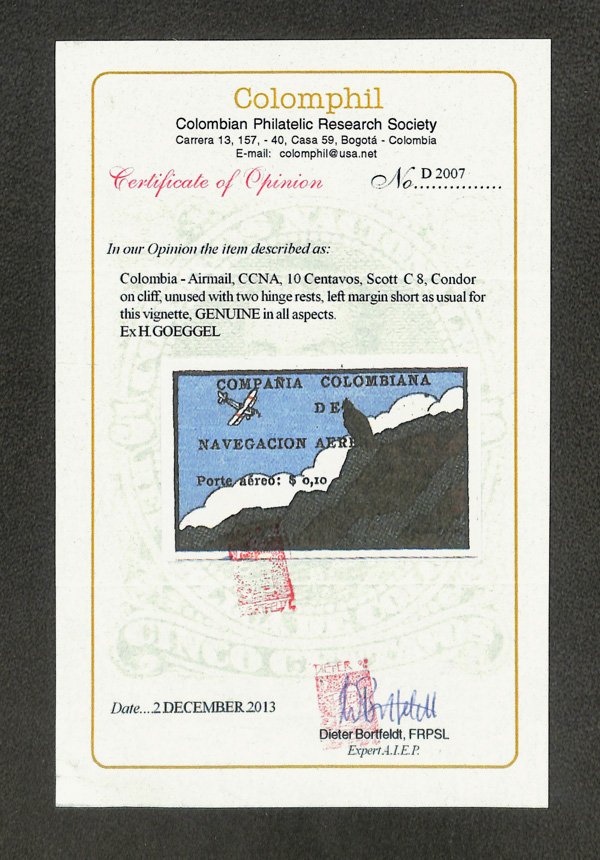 Colomphil
Colombian Philatelic Research Society
Carrera 13, 157, - 40, Casa 59, Bogotá - Colombia
E-mail: colomphil@usa.net
Certificate of Opinion No. D 2007
In our Opinion the item described as:
Colombia - Airmail, CCNA, 10 Centavos, Scott C 8, Condor
on cliff, unused with two hinge rests, left margin short as usual for
this vignette, GENUINE in all aspects.
Ex H. GOEGGEL
COMPAÑIA COLOMBIANA
DE
NAVEGACION AERE
Porte aéreo: $ 0,10
CINCO
DIETER
Date...2 DECEMBER 2013
Dieter Bortfeldt, FRPSL
Expert A.I.E.P.